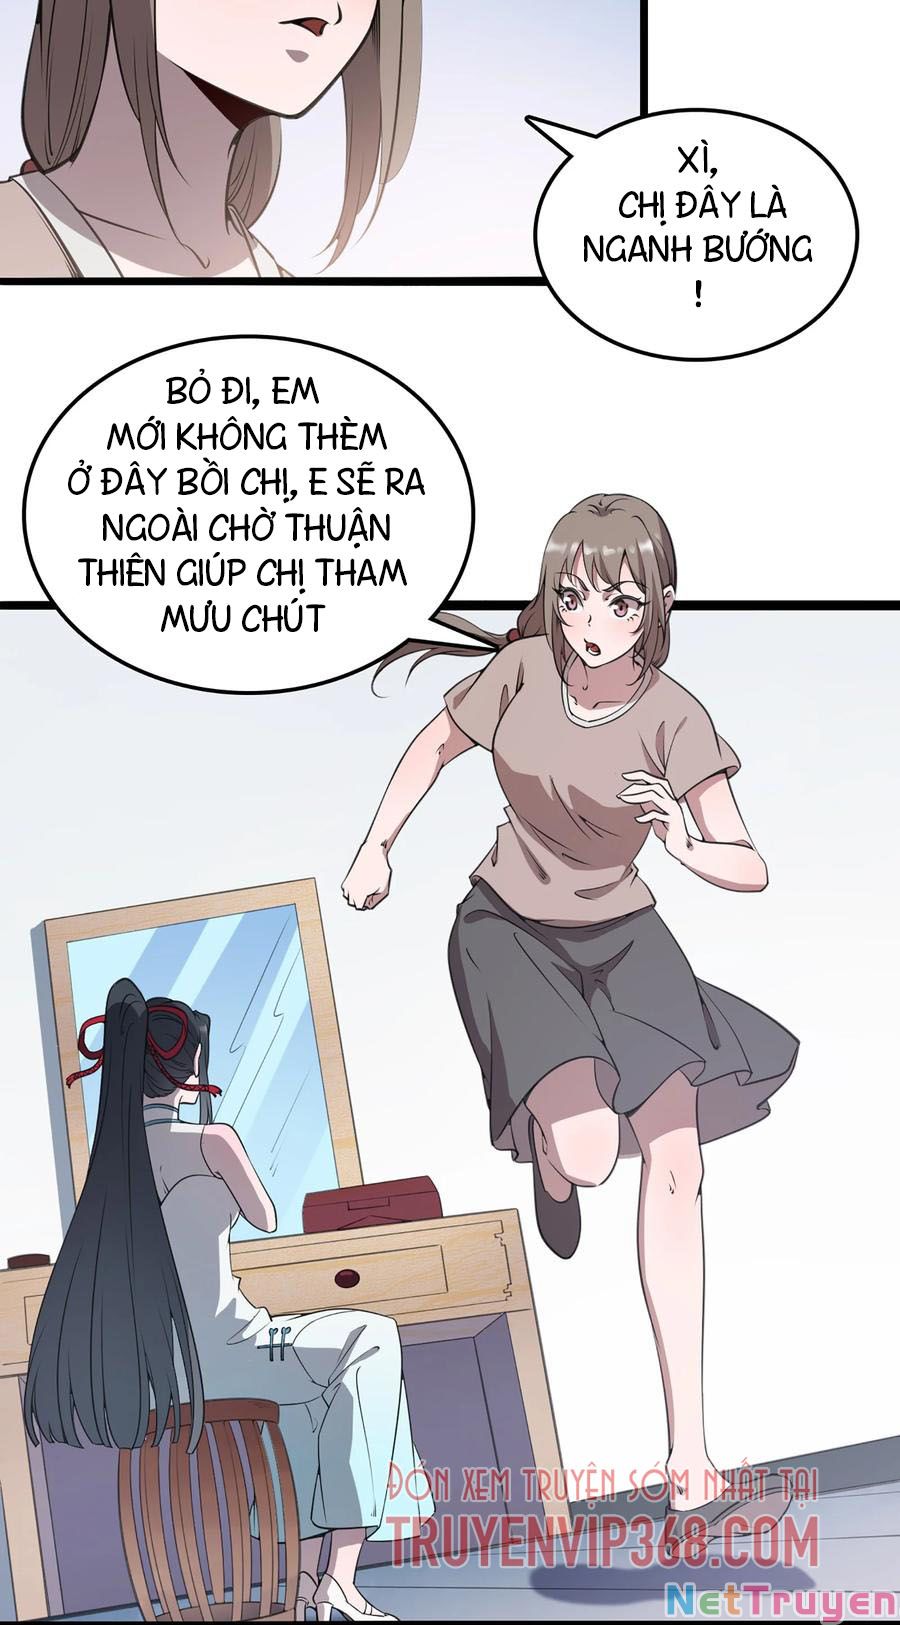 XÌ,
CHỊ ĐÂY LÀ
NGANH BƯỚNG
!
BỎ ĐI, EM
MỚI KHÔNG THÈM
Ở ĐÂY BỒI CHỊ, E SẼ RA
NGOÀI CHỜ THUẬN
THIÊN GIÚP CHỊ THAM
MƯU CHÚT
ĐÓN XEM TRUYỆN SỚM NHẤT TẠI
TRUYENVIP368.COM
NETTRUYEN